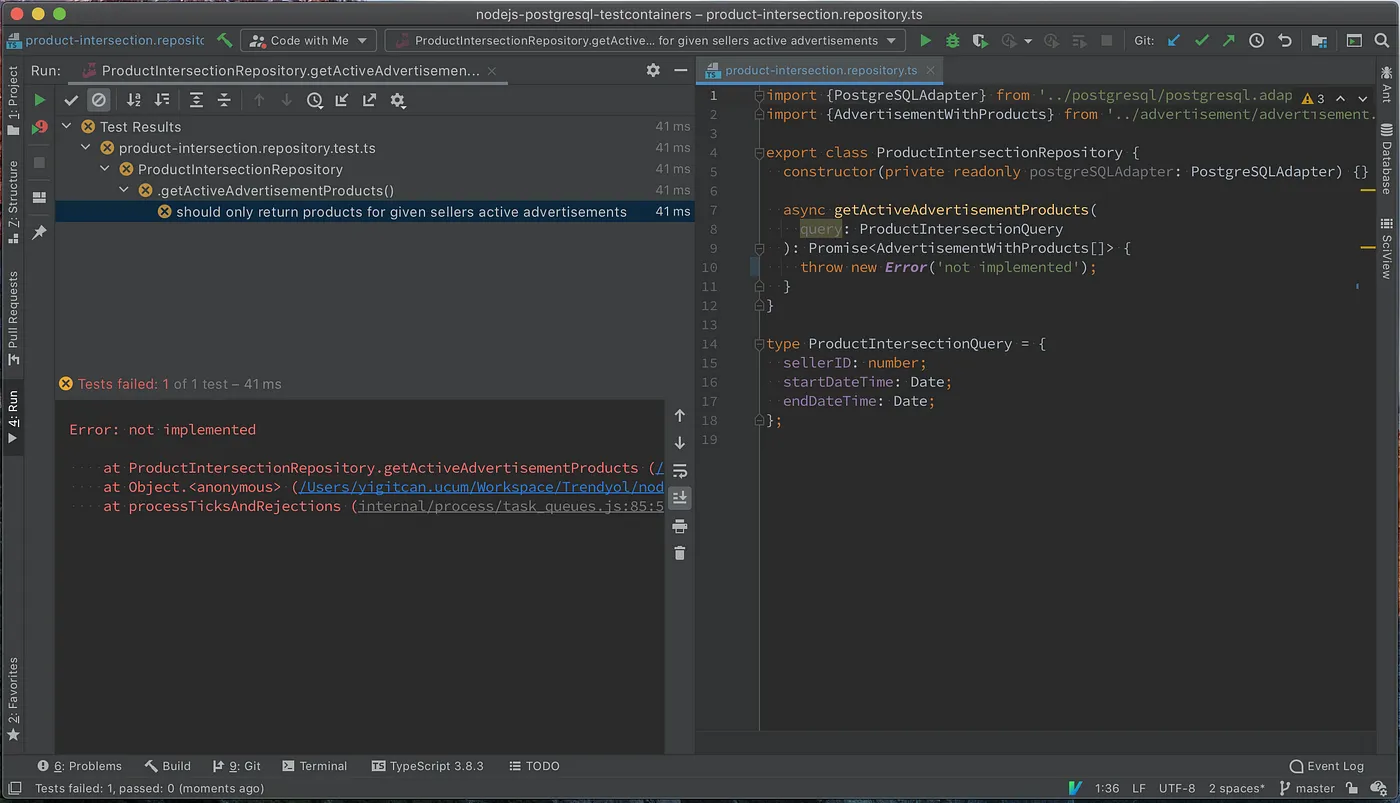 nodejs-postgresql-testcontainers – product-intersection.repository.ts
product-intersection.reposito
Code with Me
ProductIntersectionRepository.getActive... for given sellers active advertisements
Git:
Run:
ProductIntersectionRepository.getActiveAdvertisemen...
product-intersection.repository.ts
1: Project
Z: Structure
Pull Requests
4: Run
2: Favorites
Test Results 41 ms
product-intersection.repository.test.ts 41 ms
ProductIntersectionRepository 41 ms
.getActiveAdvertisementProducts() 41 ms
should only return products for given sellers active advertisements 41 ms
Tests failed: 1 of 1 test – 41 ms
Error: not implemented
at ProductIntersectionRepository.getActiveAdvertisementProducts (/
at Object.<anonymous> (/Users/yigitcan.ucum/Workspace/Trendyol/nod
at processTicksAndRejections (internal/process/task_queues.js:85:5
1 import {PostgreSQLAdapter} from '../postgresql/postgresql.adap
3
2 import {AdvertisementWithProducts} from '../advertisement/advertisement.
3
4 export class ProductIntersectionRepository {
5 constructor(private readonly postgreSQLAdapter: PostgreSQLAdapter) {}
6
7 async getActiveAdvertisementProducts(
8 query: ProductIntersectionQuery
9 ): Promise<AdvertisementWithProducts[]> {
10 throw new Error('not implemented');
11 }
12 }
13
14 type ProductIntersectionQuery = {
15 sellerID: number;
16 startDateTime: Date;
17 endDateTime: Date;
18 };
19
Ant
Database
SciView
6: Problems
Build
9: Git
Terminal
TypeScript 3.8.3
TODO
Event Log
Tests failed: 1, passed: 0 (moments ago)
1:36 LF UTF-8 2 spaces* master